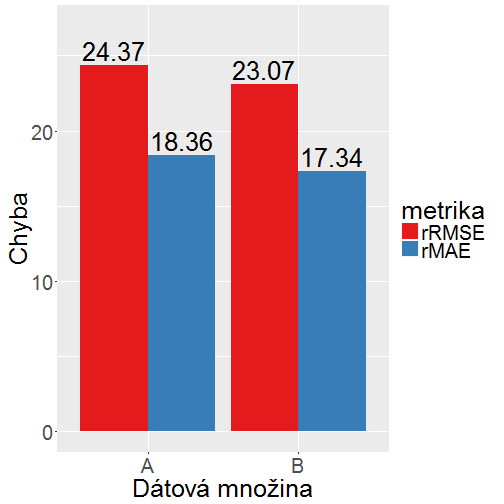 24.37
23.07
18.36
17.34
Chyba
20
10
0
A
B
Dátová množina
metrika
rRMSE
rMAE